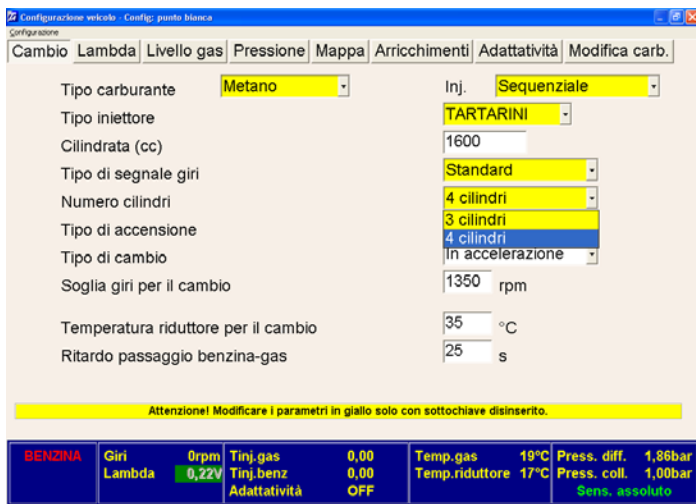 Configurazione veicolo - Config: punto bianca
Configurazione
Cambio Lambda Livello gas Pressione Mappa Arricchimenti Adattatività Modifica carb.
Tipo carburante Metano Inj. Sequenziale
Tipo iniettore TARTARINI
Cilindrata (cc) 1600
Tipo di segnale giri Standard
Numero cilindri 4 cilindri
3 cilindri
Tipo di accensione 4 cilindri
Tipo di cambio In accelerazione
Soglia giri per il cambio 1350 rpm
Temperatura riduttore per il cambio 35 °C
Ritardo passaggio benzina-gas 25 s
Attenzione! Modificare i parametri in giallo solo con sottochiave disinserito.
BENZINA Giri 0rpm Tinj.gas 0,00 Temp.gas 19ºC Press. diff. 1,86bar
Lambda 0,22V Tinj.benz 0,00 Temp.riduttore 17ºC Press. coll. 1,00bar
Adattatività OFF Sens. assoluto